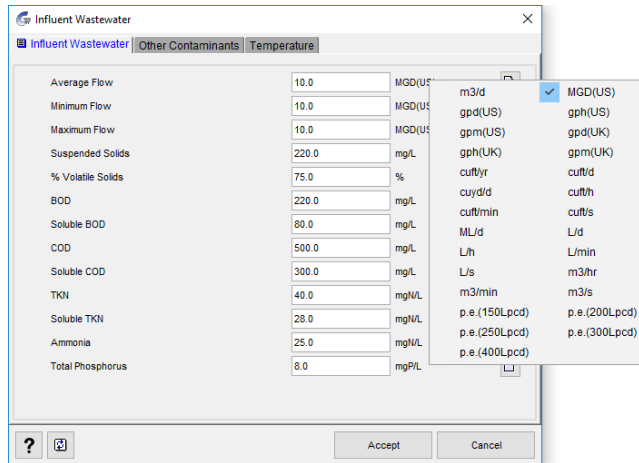 Influent Wastewater
Influent Wastewater Other Contaminants Temperature
Average Flow 10.0 MGD(US)
Minimum Flow 10.0 MGD(US
Maximum Flow 10.0 MGD(US
Suspended Solids 220.0 mg/L
% Volatile Solids 75.0 %
BOD 220.0 mg/L
Soluble BOD 80.0 mg/L
COD 500.0 mg/L
Soluble COD 300.0 mg/L
TKN 40.0 mgN/L
Soluble TKN 28.0 mgN/L
Ammonia 25.0 mgN/L
Total Phosphorus 8.0 mgP/L
m3/d ✓ MGD(US)
gpd(US) gph(US)
gpm(US) gpd(UK)
gph(UK) gpm(UK)
cuft/yr cuft/d
cuyd/d cuft/h
cuft/min cuft/s
ML/d L/d
L/h L/min
L/s m3/hr
m3/min m3/s
p.e.(150Lpcd) p.e.(200Lpcd)
p.e.(250Lpcd) p.e.(300Lpcd)
p.e.(400Lpcd)
? Accept Cancel